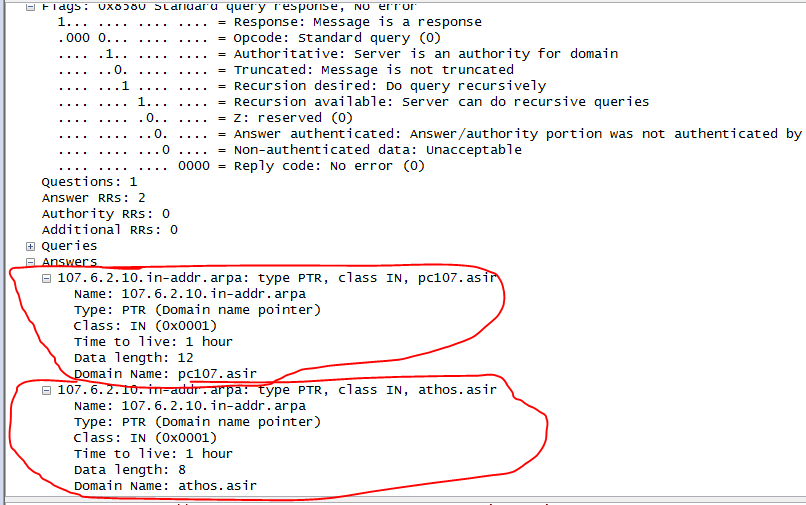 Flags: 0x8580 Standard query response, No error
1... .... .... .... = Response: Message is a response
.000 0... .... .... = Opcode: Standard query (0)
.... .1.. .... .... = Authoritative: Server is an authority for domain
.... ..0. .... .... = Truncated: Message is not truncated
.... ...1 .... .... = Recursion desired: Do query recursively
.... .... 1... .... = Recursion available: Server can do recursive queries
.... .... .0.. .... = Z: reserved (0)
.... .... ..0. .... = Answer authenticated: Answer/authority portion was not authenticated by
.... .... ...0 .... = Non-authenticated data: Unacceptable
.... .... .... 0000 = Reply code: No error (0)
Questions: 1
Answer RRs: 2
Authority RRs: 0
Additional RRs: 0
Queries
Answers
107.6.2.10.in-addr.arpa: type PTR, class IN, pc107.asir
Name: 107.6.2.10.in-addr.arpa
Type: PTR (Domain name pointer)
Class: IN (0x0001)
Time to live: 1 hour
Data length: 12
Domain Name: pc107.asir
107.6.2.10.in-addr.arpa: type PTR, class IN, athos.asir
Name: 107.6.2.10.in-addr.arpa
Type: PTR (Domain name pointer)
Class: IN (0x0001)
Time to live: 1 hour
Data length: 8
Domain Name: athos.asir